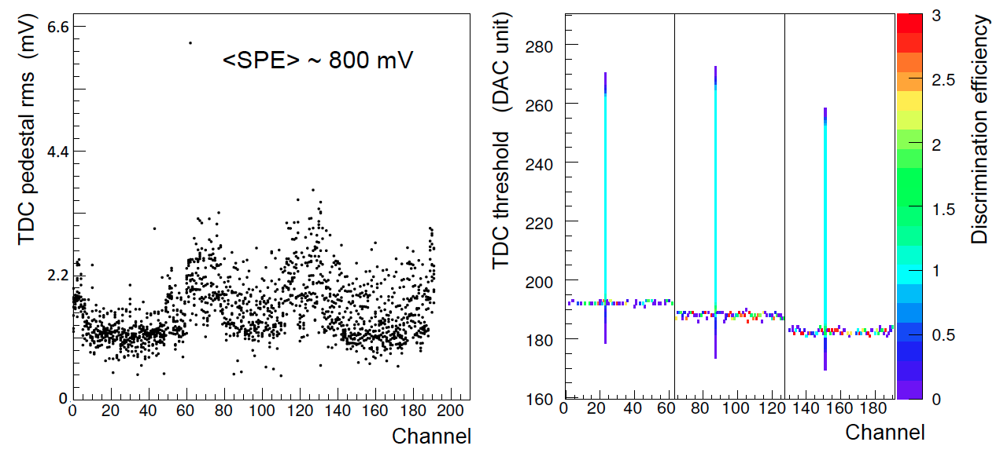 TDC pedestal rms (mV)
<SPE> ~ 800 mV
6.6
4.4
2.2
0
0 20 40 60 80 100 120 140 160 180 200
Channel
TDC threshold (DAC unit)
280
260
240
220
200
180
160
0 20 40 60 80 100 120 140 160 180
Channel
3
2.5
2
1.5
1
0.5
0
Discrimination efficiency